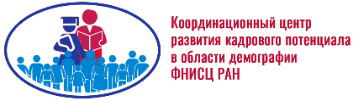 Координационный центр
развития кадрового потенциала
в области демографии
ФНИСЦ РАН